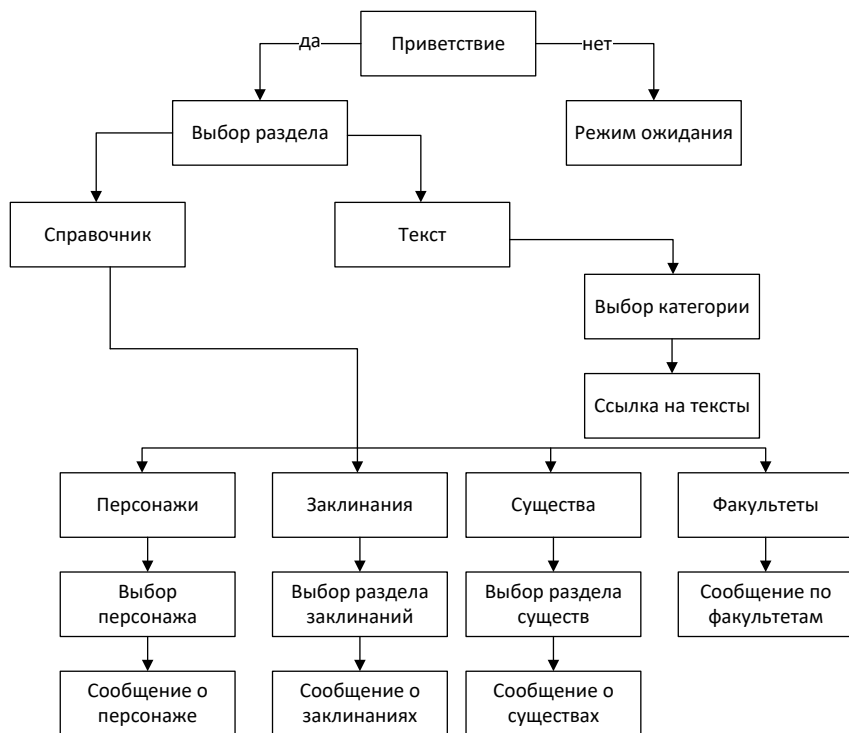 да
Приветствие
нет
Выбор раздела
Режим ожидания
Справочник
Текст
Выбор категории
Ссылка на тексты
Персонажи
Заклинания
Существа
Факультеты
Выбор
персонажа
Выбор раздела
заклинаний
Выбор раздела
существ
Сообщение по
факультетам
Сообщение о
персонаже
Сообщение о
заклинаниях
Сообщение о
существах